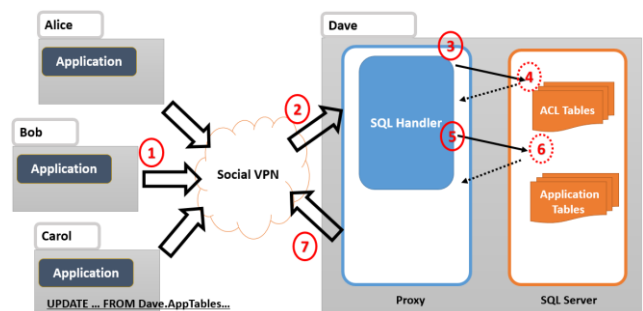 Alice
Application
Bob
Application
1
Carol
Application
UPDATE ... FROM Dave.AppTables...
Social VPN
2
7
Dave
3
SQL Handler
5
Proxy
4
ACL Tables
6
Application
Tables
SQL Server